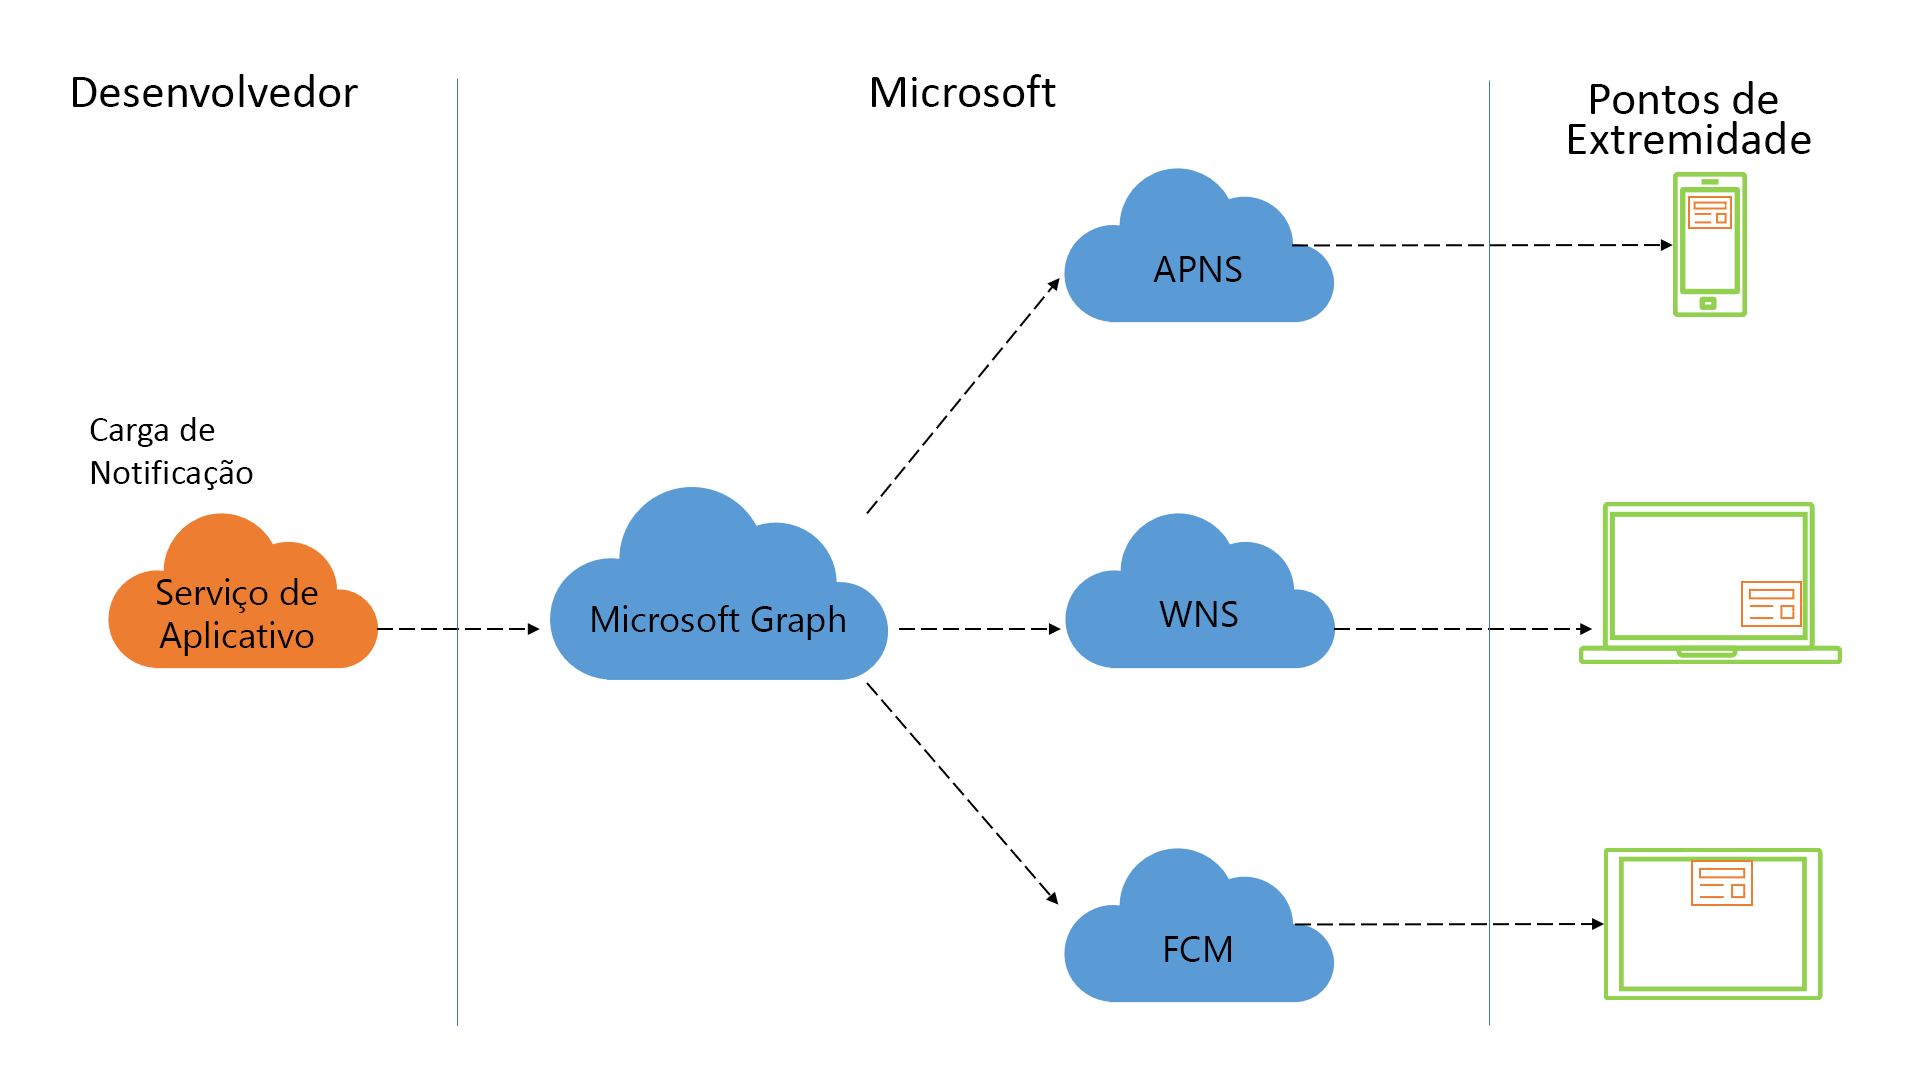 Desenvolvedor
Microsoft
Pontos de
Extremidade
Carga de
Notificação
Serviço de
Aplicativo
Microsoft Graph
APNS
WNS
FCM